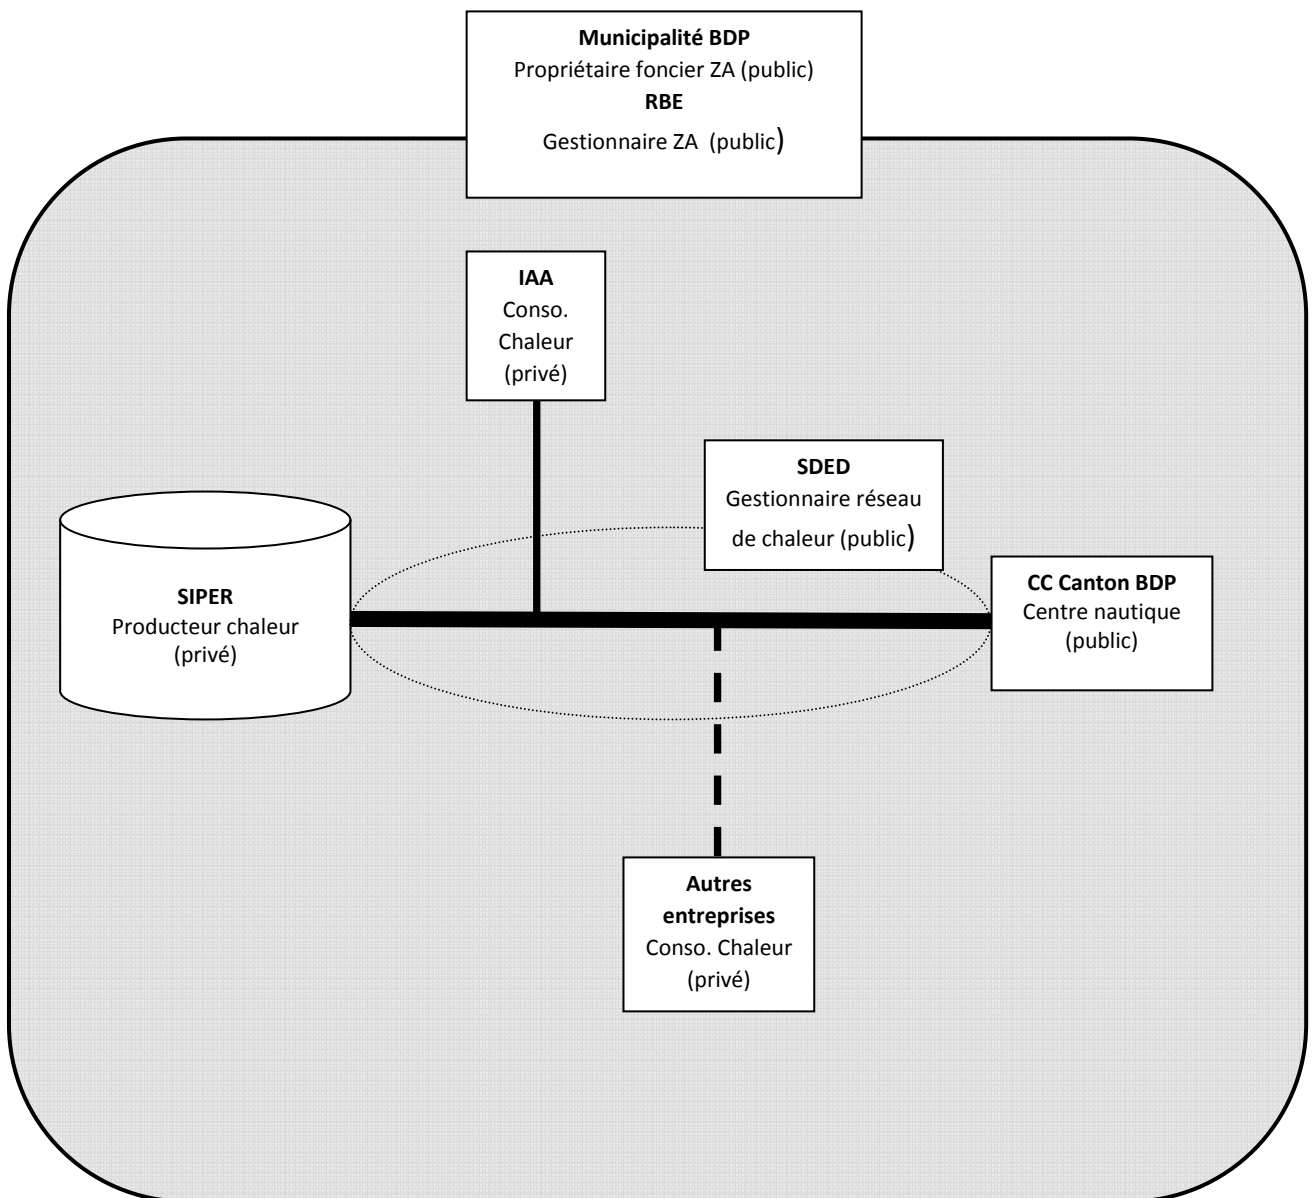 Municipalité BDP
Propriétaire foncier ZA (public)
RBE
Gestionnaire ZA (public)
IAA
Conso.
Chaleur
(privé)
SDED
Gestionnaire réseau
de chaleur (public)
SIPER
Producteur chaleur
(privé)
CC Canton BDP
Centre nautique
(public)
Autres
entreprises
Conso. Chaleur
(privé)